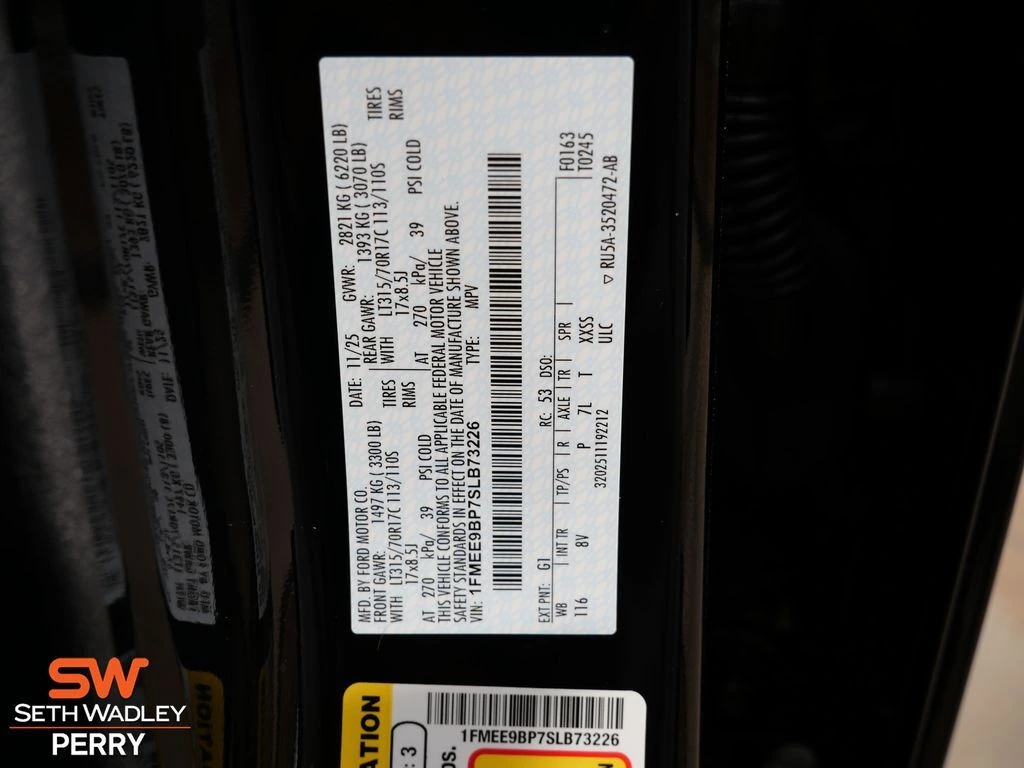 MFD. BY FORD MOTOR CO. DATE: 11/25 GVWR: 2821 KG ( 6220 LB)
FRONT GAWR: 1497 KG ( 3300 LB) REAR GAWR: 1393 KG ( 3070 LB)
WITH LT315/70R17C 113/110S TIRES WITH LT315/70R17C 113/110S TIRES
17x8.5J RIMS 17x8.5J RIMS
AT 270 kPa/ 39 PSI COLD AT 270 kPa/ 39 PSI COLD
THIS VEHICLE CONFORMS TO ALL APPLICABLE FEDERAL MOTOR VEHICLE
SAFETY STANDARDS IN EFFECT ON THE DATE OF MANUFACTURE SHOWN ABOVE.
VIN: 1FMEE9BP7SLB73226 TYPE: MPV
EXT PNT: G1 RC: 53 DSO: F0163
WB INT TR TP/PS R AXLE TR SPR T0245
116 8V P 7L T XXSS
3202511192212 ULC RU5A-3520472-AB
ATION
: 3
OS.
1FMEE9BP7SLB73226
SW
SETH WADLEY
PERRY